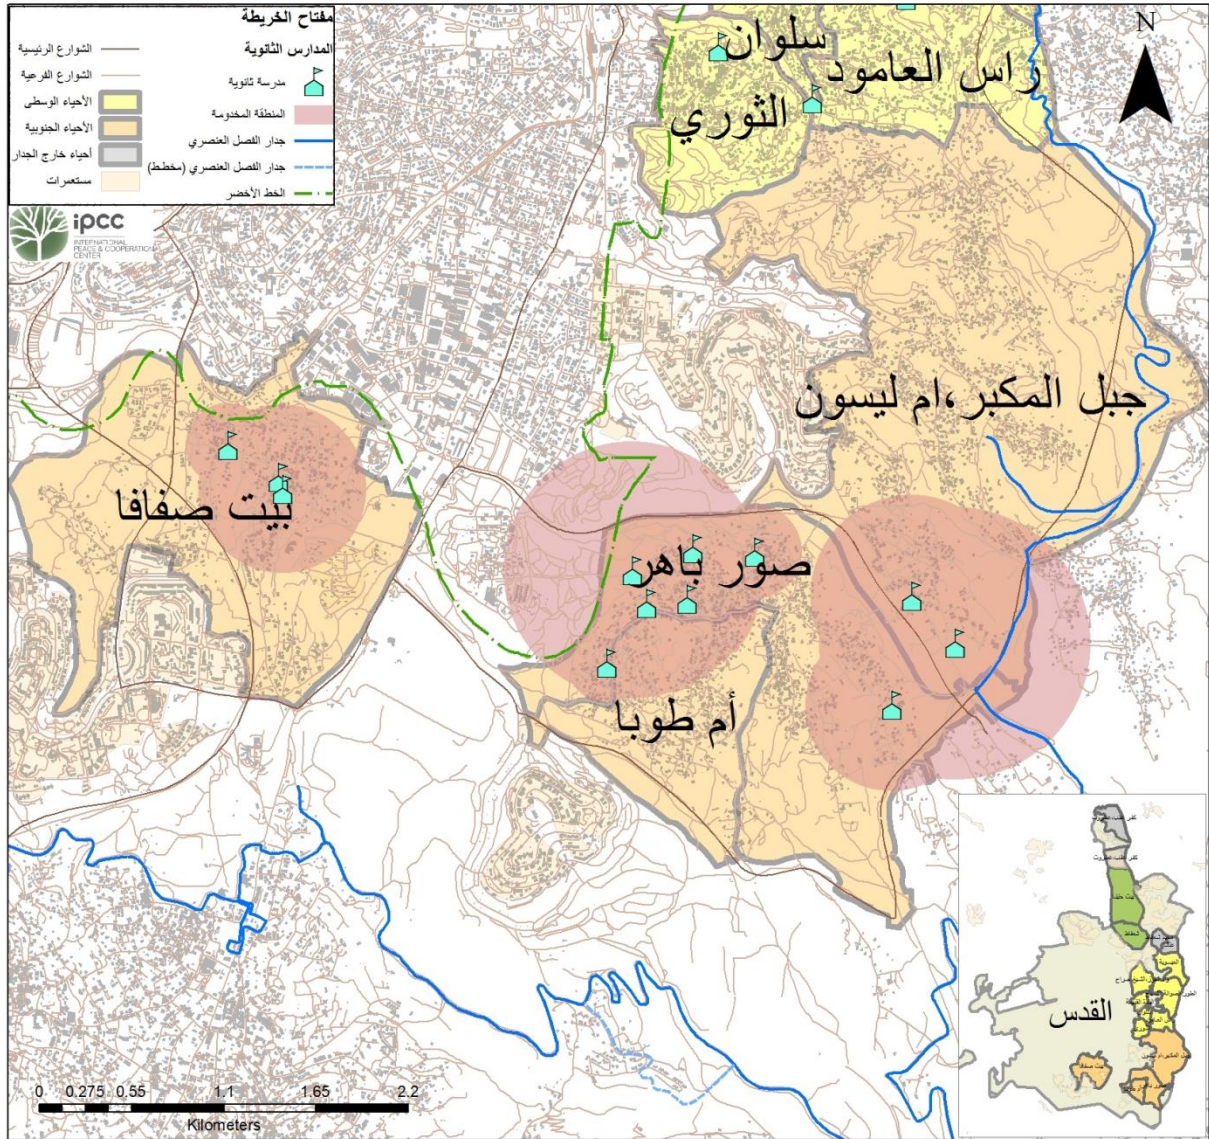 مفتاح الخريطة
المدارس الثانوية
مدرسة ثانوية
المنطقة المخدومة
جدار الفصل العنصري
جدار الفصل العنصري (مخطط)
الخط الأخضر
الشوارع الرئيسية
الشوارع الفرعية
الأحياء الوسطى
الأحياء الجنوبية
أحياء خارج الجدار
مستعمرات
ipcc
INTERNATIONAL
PEACE & COOPERATION
CENTER
N
سلوان
راس العامود
الثوري
جبل المكبر،ام ليسون
بيت صفافا
صور باهر
أم طوبا
القدس
بيت صفافا
0 0.275 0.55 1.1 1.65 2.2
Kilometers